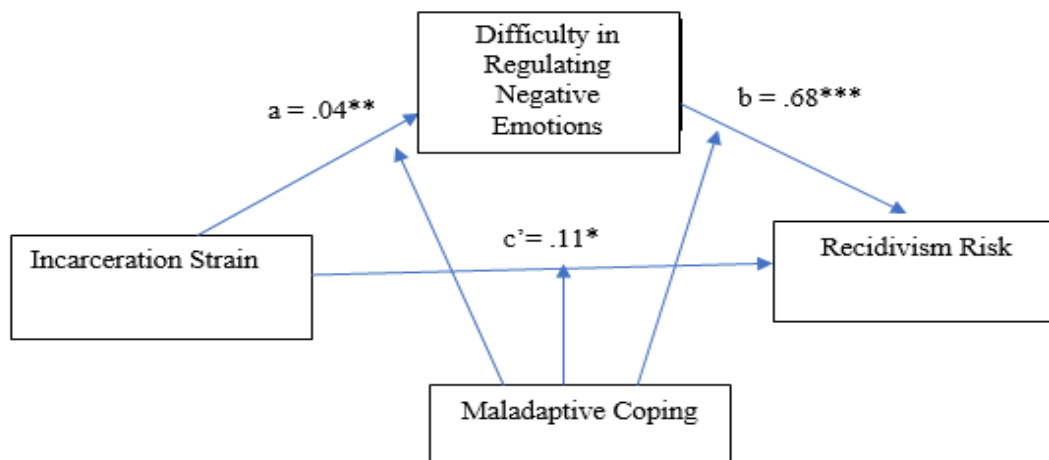 Difficulty in
Regulating
Negative
Emotions
a = .04**
b = .68***
Incarceration Strain
c’= .11*
Recidivism Risk
Maladaptive Coping